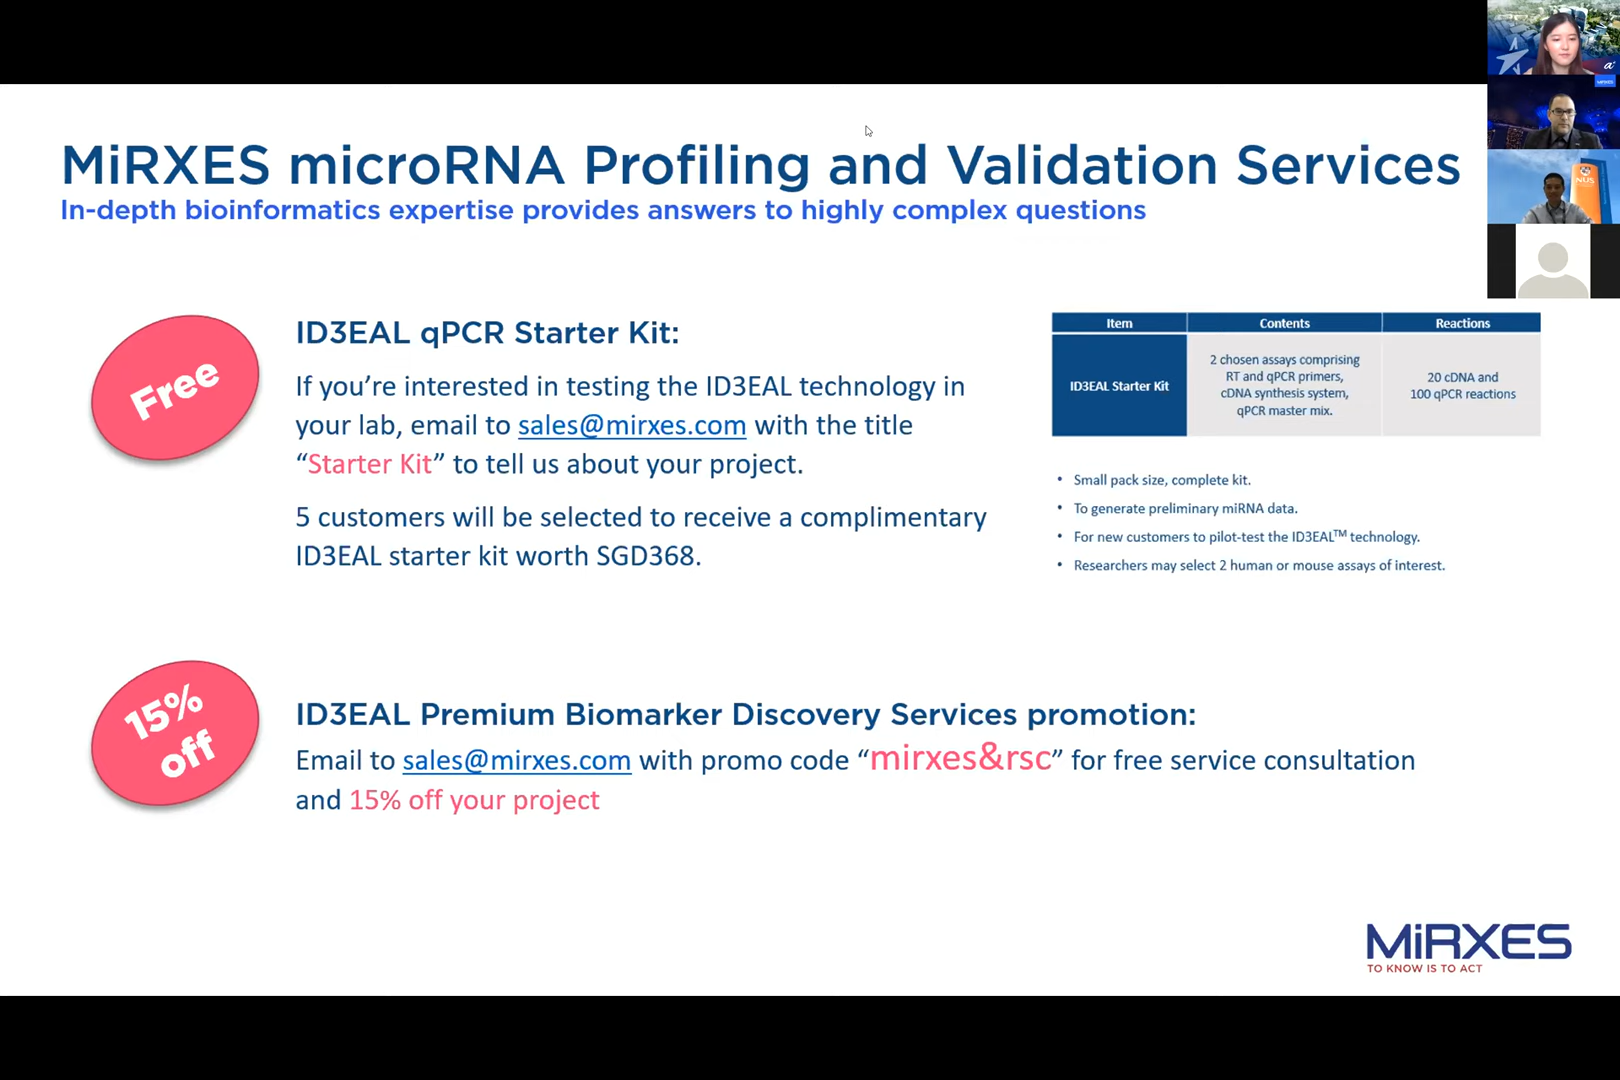 MiRXES microRNA Profiling and Validation Services
In-depth bioinformatics expertise provides answers to highly complex questions
Free
ID3EAL qPCR Starter Kit:
If you’re interested in testing the ID3EAL technology in
your lab, email to sales@mirxes.com with the title
“Starter Kit” to tell us about your project.
5 customers will be selected to receive a complimentary
ID3EAL starter kit worth SGD368.
Item Contents Reactions
ID3EAL Starter Kit
2 chosen assays comprising
RT and qPCR primers,
cDNA synthesis system,
qPCR master mix.
20 cDNA and
100 qPCR reactions
• Small pack size, complete kit.
• To generate preliminary miRNA data.
• For new customers to pilot-test the ID3EAL™ technology.
• Researchers may select 2 human or mouse assays of interest.
15%
off
ID3EAL Premium Biomarker Discovery Services promotion:
Email to sales@mirxes.com with promo code “mirxes&rsc” for free service consultation
and 15% off your project
MiRXES
TO KNOW IS TO ACT
NUS